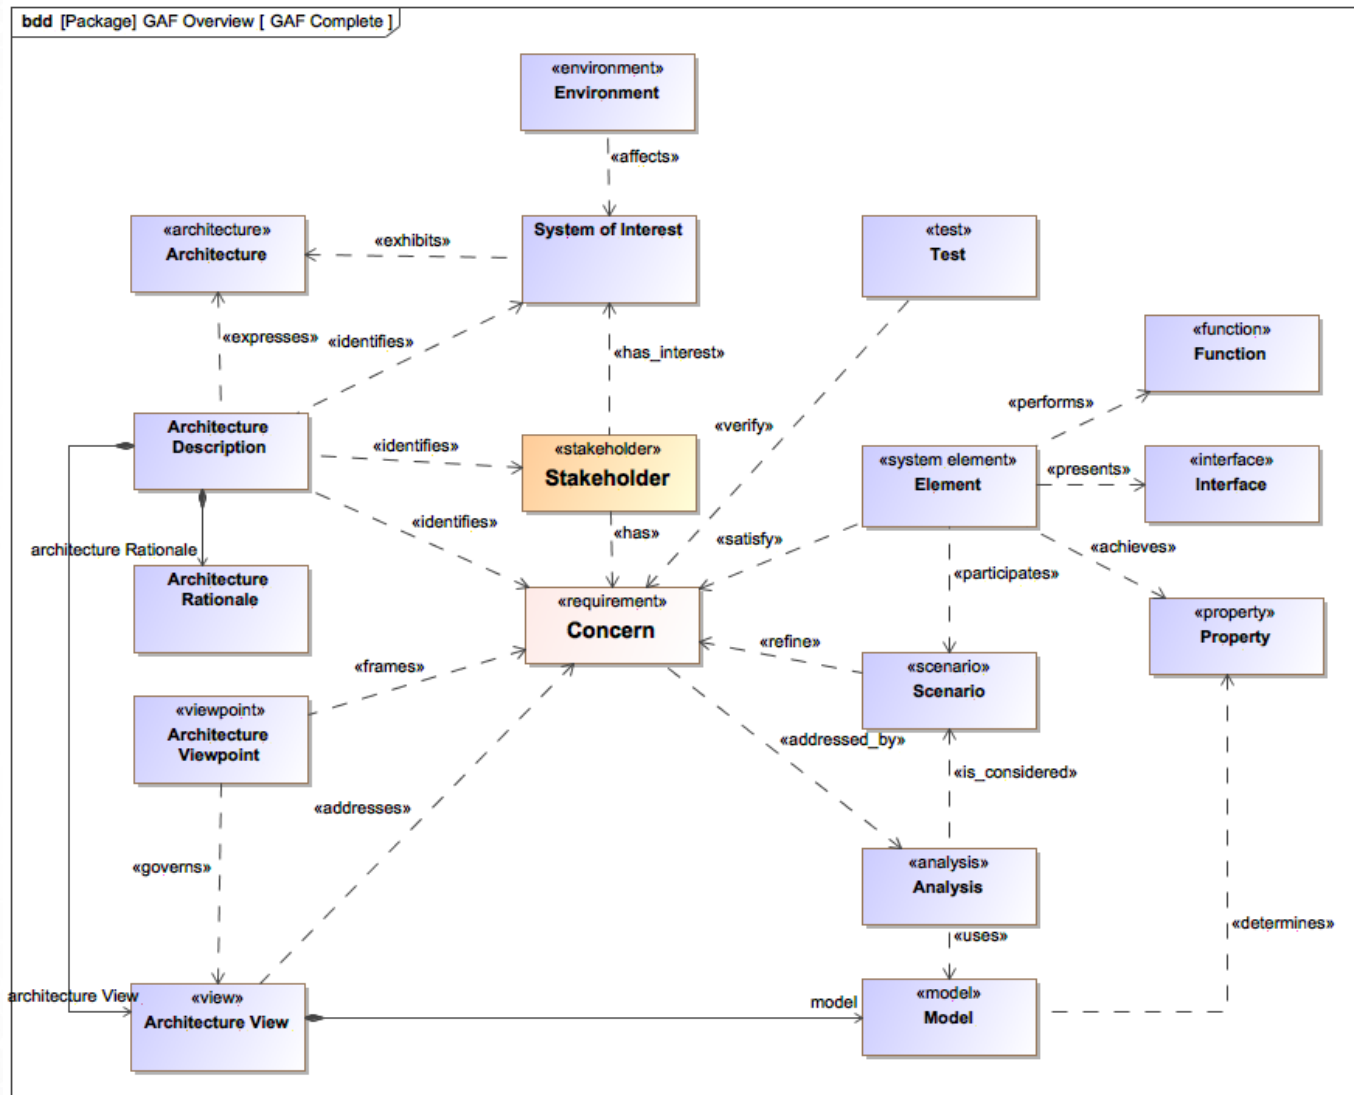 bdd [Package] GAF Overview [ GAF Complete ]
«environment»
Environment
«affects»
«architecture»
Architecture
«exhibits»
System of Interest
«test»
Test
«expresses»
«identifies»
«has_interest»
«function»
Function
«performs»
Architecture
Description
«identifies»
«stakeholder»
Stakeholder
«verify»
«system element»
Element
«presents»
«interface»
Interface
«identifies»
«has»
«satisfy»
«achieves»
architecture Rationale
Architecture
Rationale
«participates»
«requirement»
Concern
«property»
Property
«frames»
«refine»
«scenario»
Scenario
«viewpoint»
Architecture
Viewpoint
«addressed_by»
«is_considered»
«addresses»
«governs»
«analysis»
Analysis
«determines»
«uses»
architecture View
«view»
Architecture View
model
«model»
Model